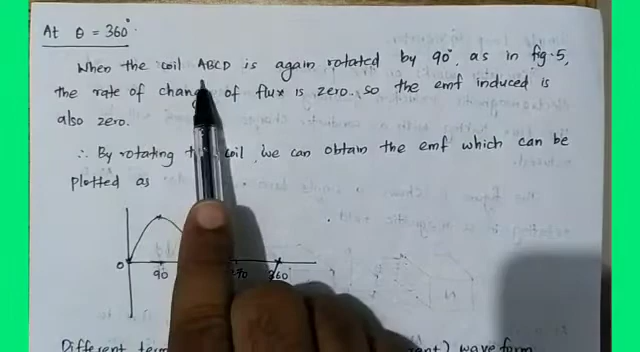 At θ = 360°
When the coil ABCD is again rotated by 90°, as in fig.5,
the rate of change of flux is zero. so the emf induced is
also zero.
∴ By rotating coil, we can obtain the emf which can be
plotted as
0 90 270 360°
Different wave form